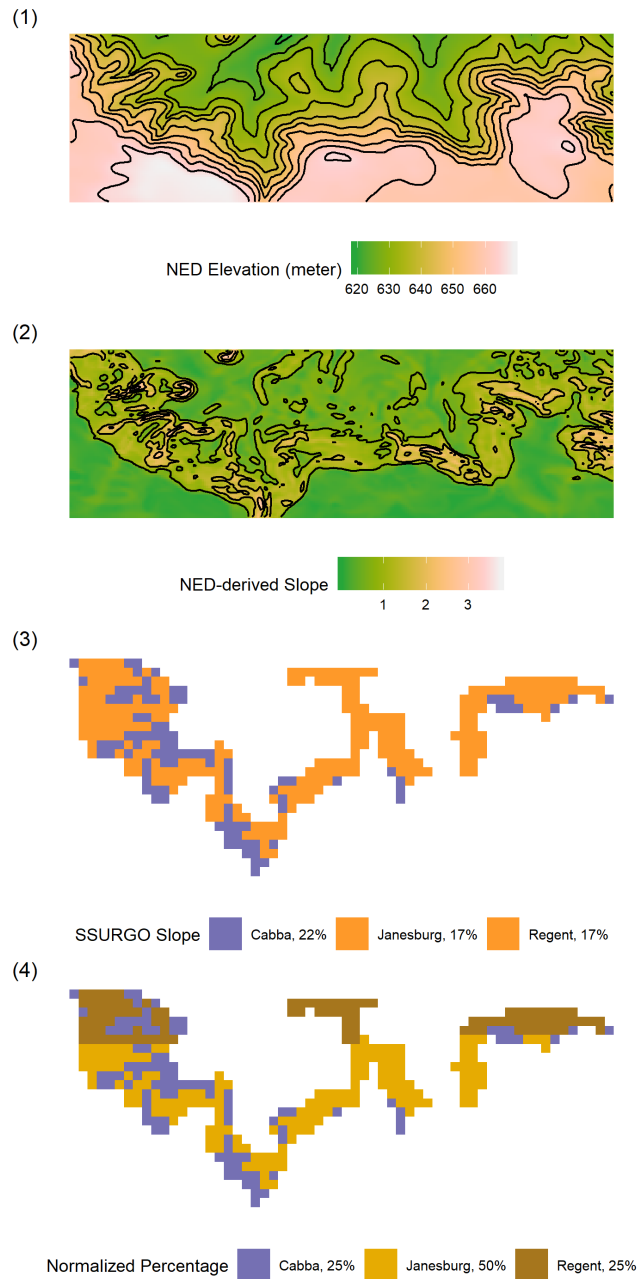 (1)
NED Elevation (meter)
620 630 640 650 660
(2)
NED-derived Slope
1 2 3
(3)
SSURGO Slope Cabba, 22% Janesburg, 17% Regent, 17%
(4)
Normalized Percentage Cabba, 25% Janesburg, 50% Regent, 25%